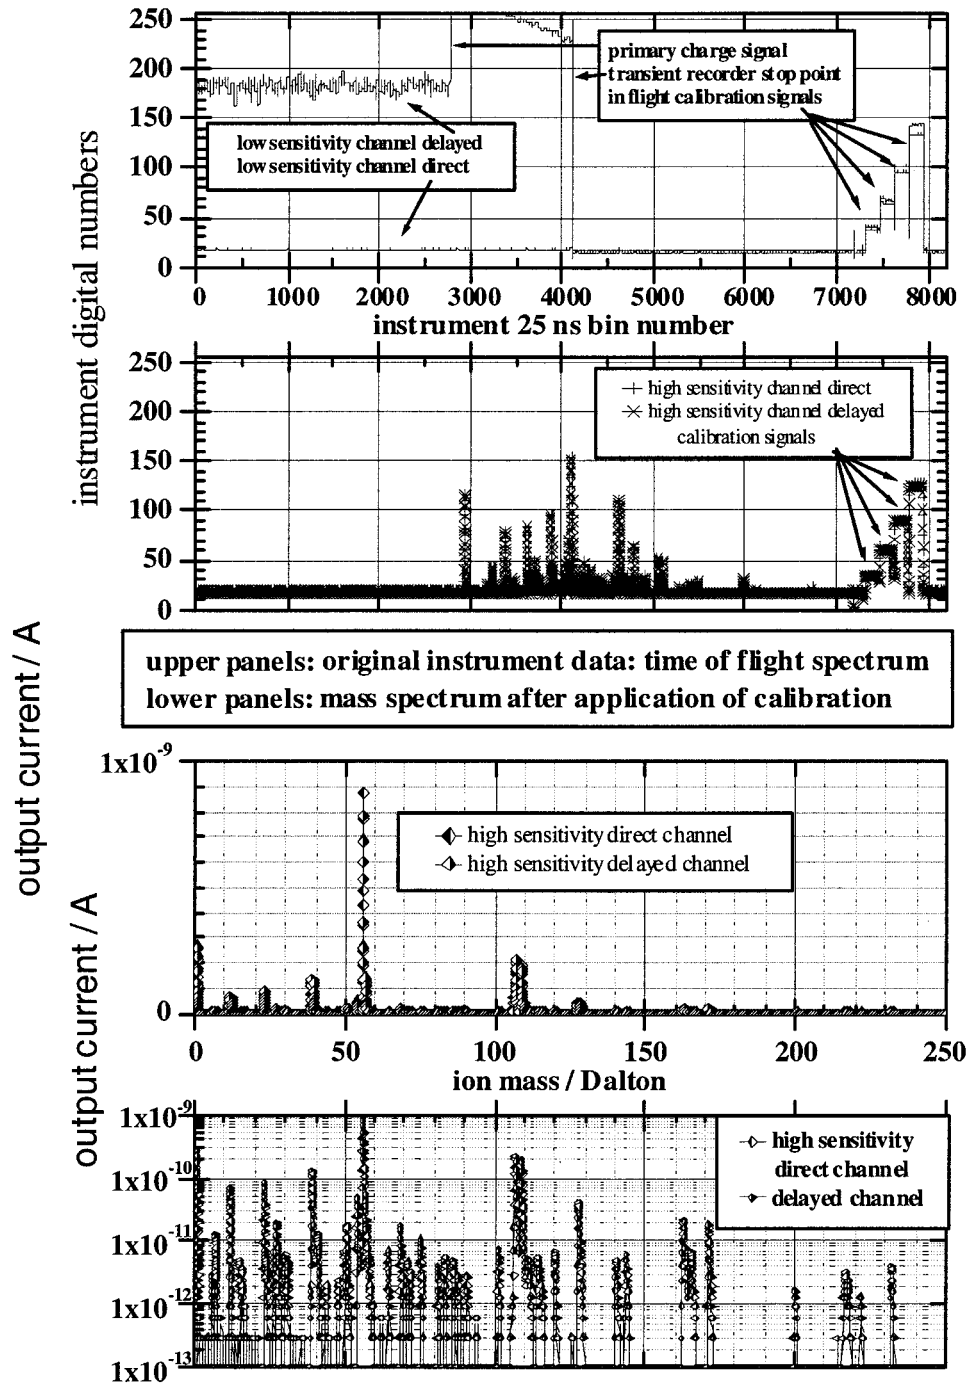 250
200
150
100
50
0
primary charge signal
transient recorder stop point
in flight calibration signals
low sensitivity channel delayed
low sensitivity channel direct
0 1000 2000 3000 4000 5000 6000 7000 8000
instrument 25 ns bin number
instrument digital numbers
250
200
150
100
50
0
high sensitivity channel direct
high sensitivity channel delayed
calibration signals
upper panels: original instrument data: time of flight spectrum
lower panels: mass spectrum after application of calibration
output current / A
1x10-9
0
high sensitivity direct channel
high sensitivity delayed channel
0 50 100 150 200 250
ion mass / Dalton
output current / A
1x10-9
1x10-10
1x10-11
1x10-12
1x10-13
high sensitivity
direct channel
delayed channel